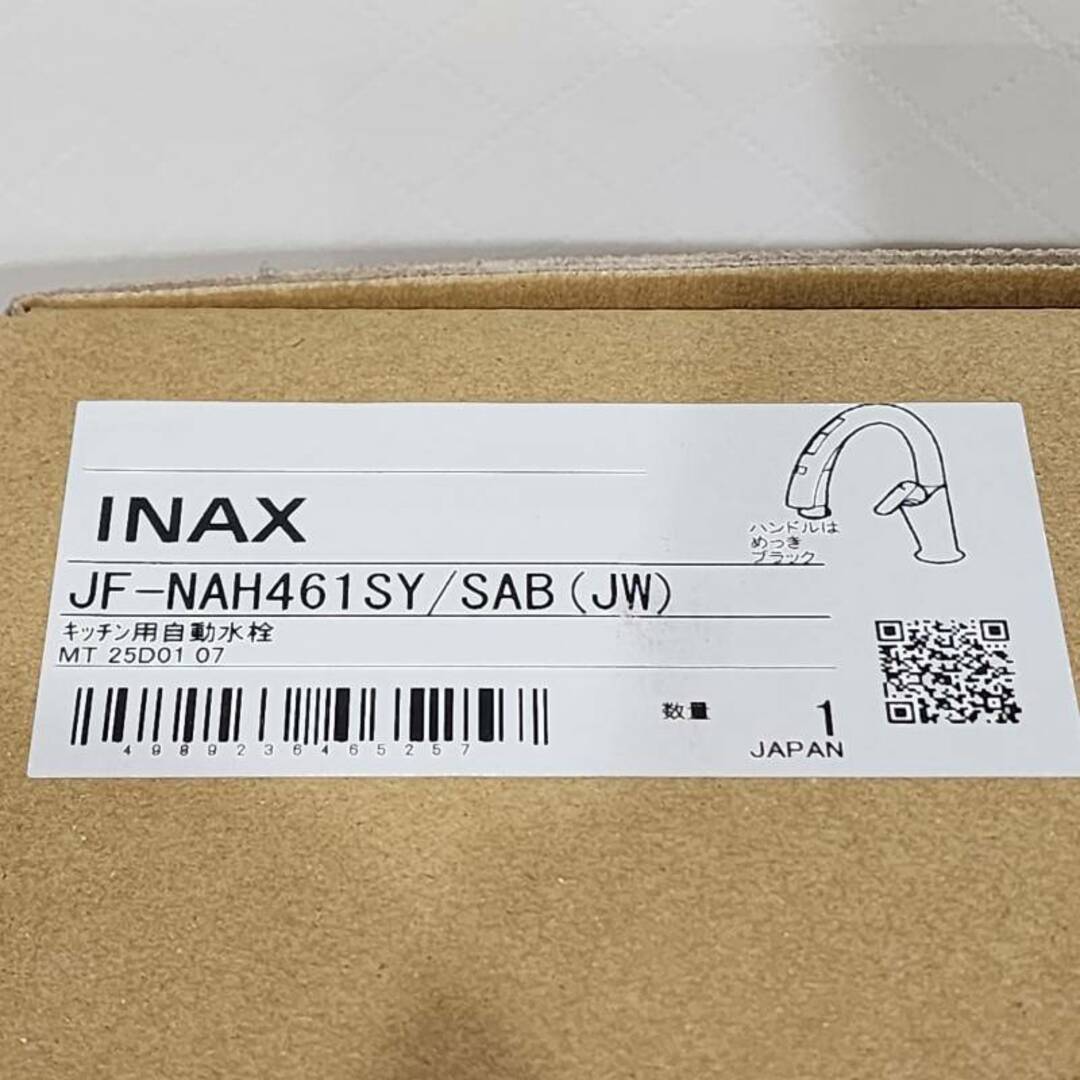 INAX
ハンドルは
めっき
ブラック
JF-NAH461SY/SAB(JW)
キッチン用自動水栓
MT 25D01 07
4989236465257
数量 1
JAPAN